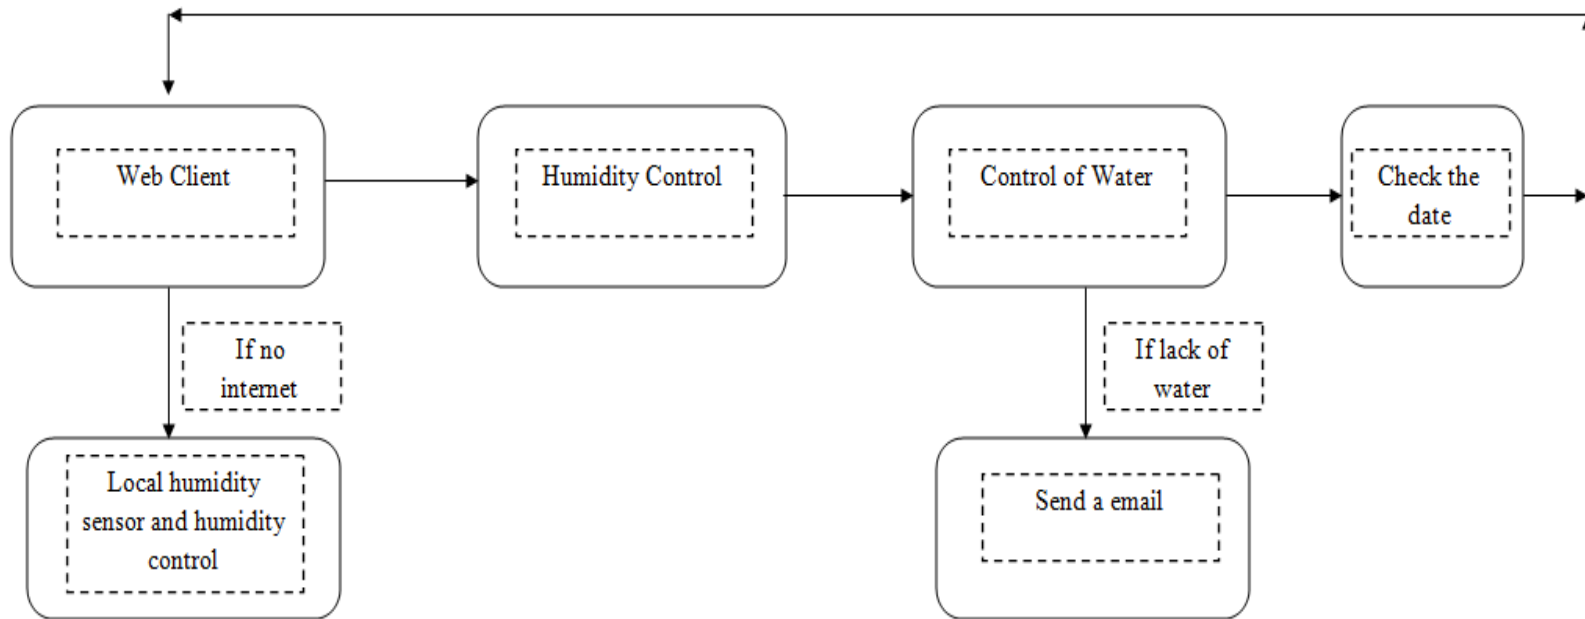 Web Client
Humidity Control
Control of Water
Check the
date
If no
internet
If lack of
water
Local humidity
sensor and humidity
control
Send a email